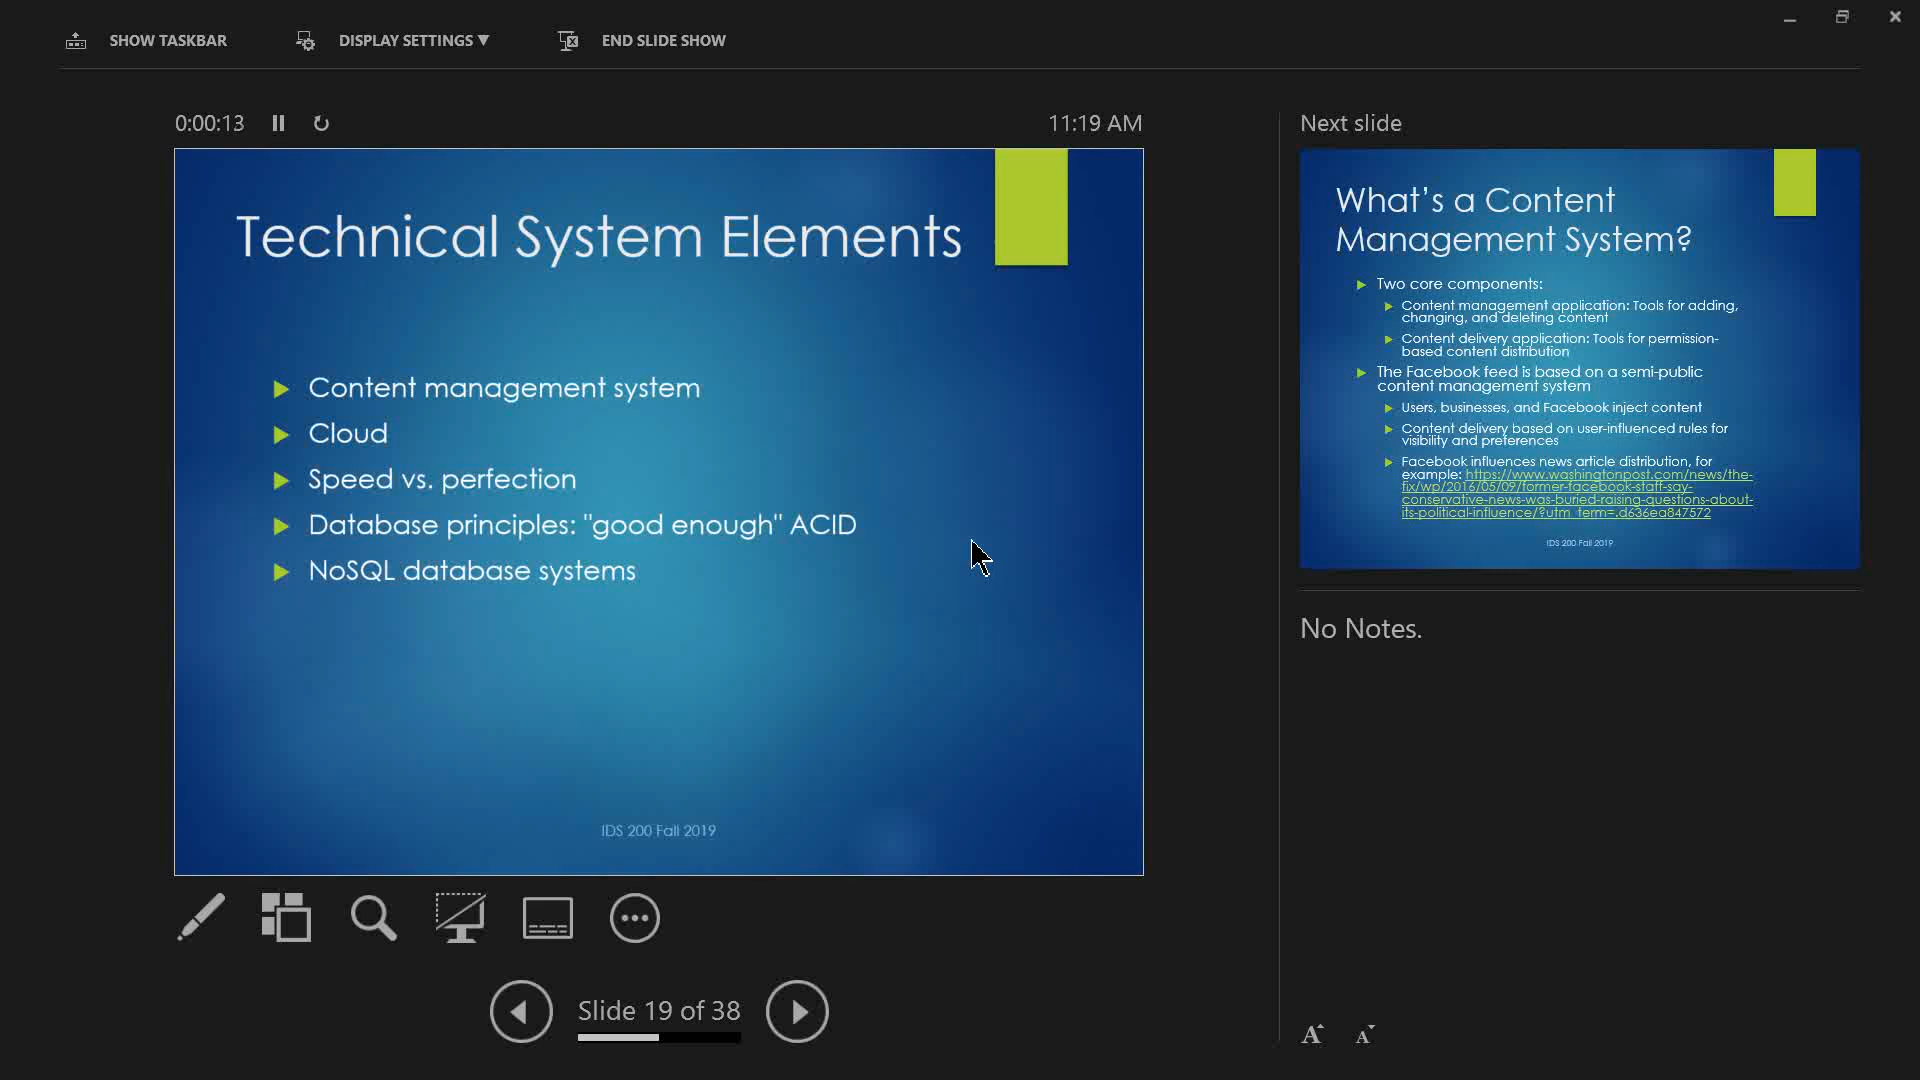 SHOW TASKBAR
DISPLAY SETTINGS ▼
END SLIDE SHOW
0:00:13
11:19 AM
Next slide
Technical System Elements
Content management system
Cloud
Speed vs. perfection
Database principles: "good enough" ACID
NoSQL database systems
IDS 200 Fall 2019
What's a Content
Management System?
Two core components:
Content management application: Tools for adding,
changing, and deleting content
Content delivery application: Tools for permission-
based content distribution
The Facebook feed is based on a semi-public
content management system
Users, businesses, and Facebook inject content
Content delivery based on user-influenced rules for
visibility and preferences
Facebook influences news article distribution, for
example: https://www.washingtonpost.com/news/the-
fix/wp/2016/05/09/former-facebook-staff-say-
conservative-news-was-buried-raising-questions-about-
its-political-influence/?utm_term=.d636ea847572
IDS 200 Fall 2019
No Notes.
Slide 19 of 38
A A